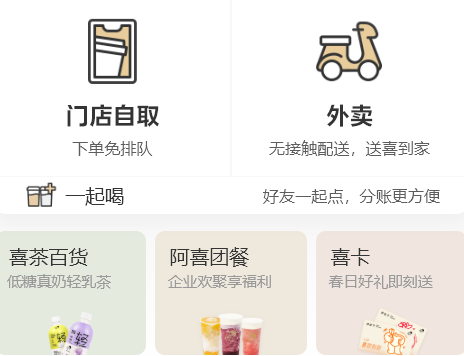 门店自取
外卖
下单免排队
无接触配送，送喜到家
一起喝
好友一起点，分账更方便
喜茶百货
阿喜团餐
喜卡
低糖真奶轻乳茶
企业欢聚享福利
春日好礼即刻送
轻
轻